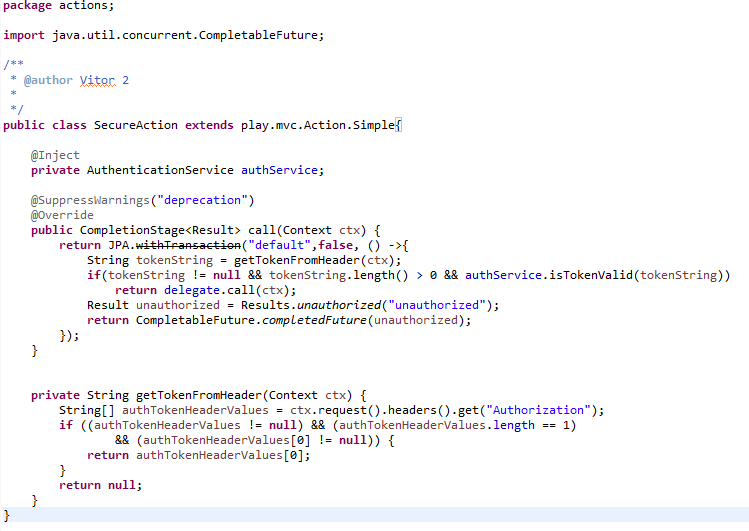 package actions;
import java.util.concurrent.CompletableFuture;
/**
 * @author Vitor 2
 *
 */
public class SecureAction extends play.mvc.Action.Simple{
    @Inject
    private AuthenticationService authService;
    @SuppressWarnings("deprecation")
    @Override
    public CompletionStage<Result> call(Context ctx) {
        return JPA.withTransaction("default",false, () ->{
            String tokenString = getTokenFromHeader(ctx);
            if(tokenString != null && tokenString.length() > 0 && authService.isTokenValid(tokenString))
                return delegate.call(ctx);
            Result unauthorized = Results.unauthorized("unauthorized");
            return CompletableFuture.completedFuture(unauthorized);
        });
    }
    private String getTokenFromHeader(Context ctx) {
        String[] authTokenHeaderValues = ctx.request().headers().get("Authorization");
        if ((authTokenHeaderValues != null) && (authTokenHeaderValues.length == 1)
                && (authTokenHeaderValues[0] != null)) {
            return authTokenHeaderValues[0];
        }
        return null;
    }
}